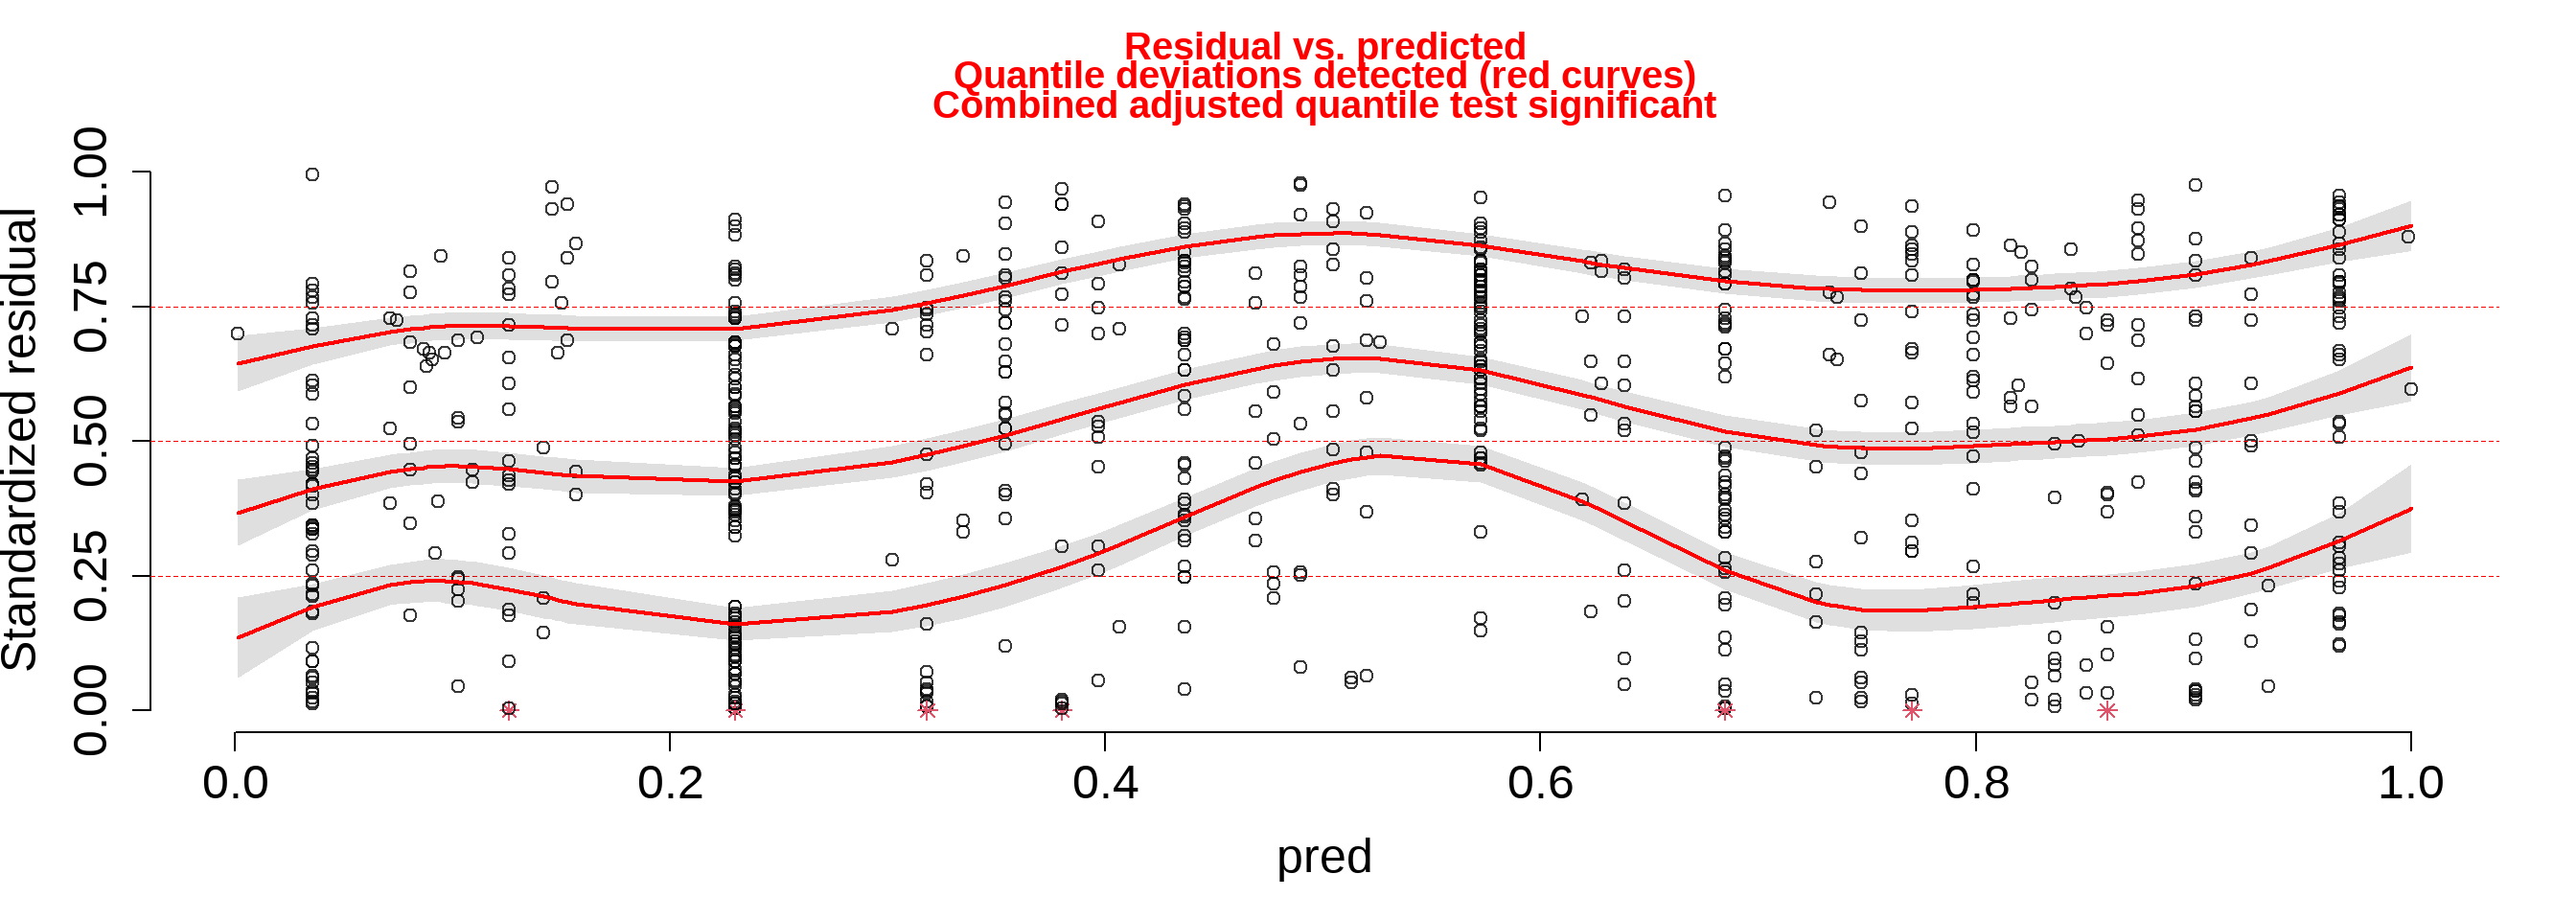 Residual vs. predicted
Quantile deviations detected (red curves)
Combined adjusted quantile test significant
Standardized residual
1.00
0.75
0.50
0.25
0.00
0.0 0.2 0.4 0.6 0.8 1.0
pred